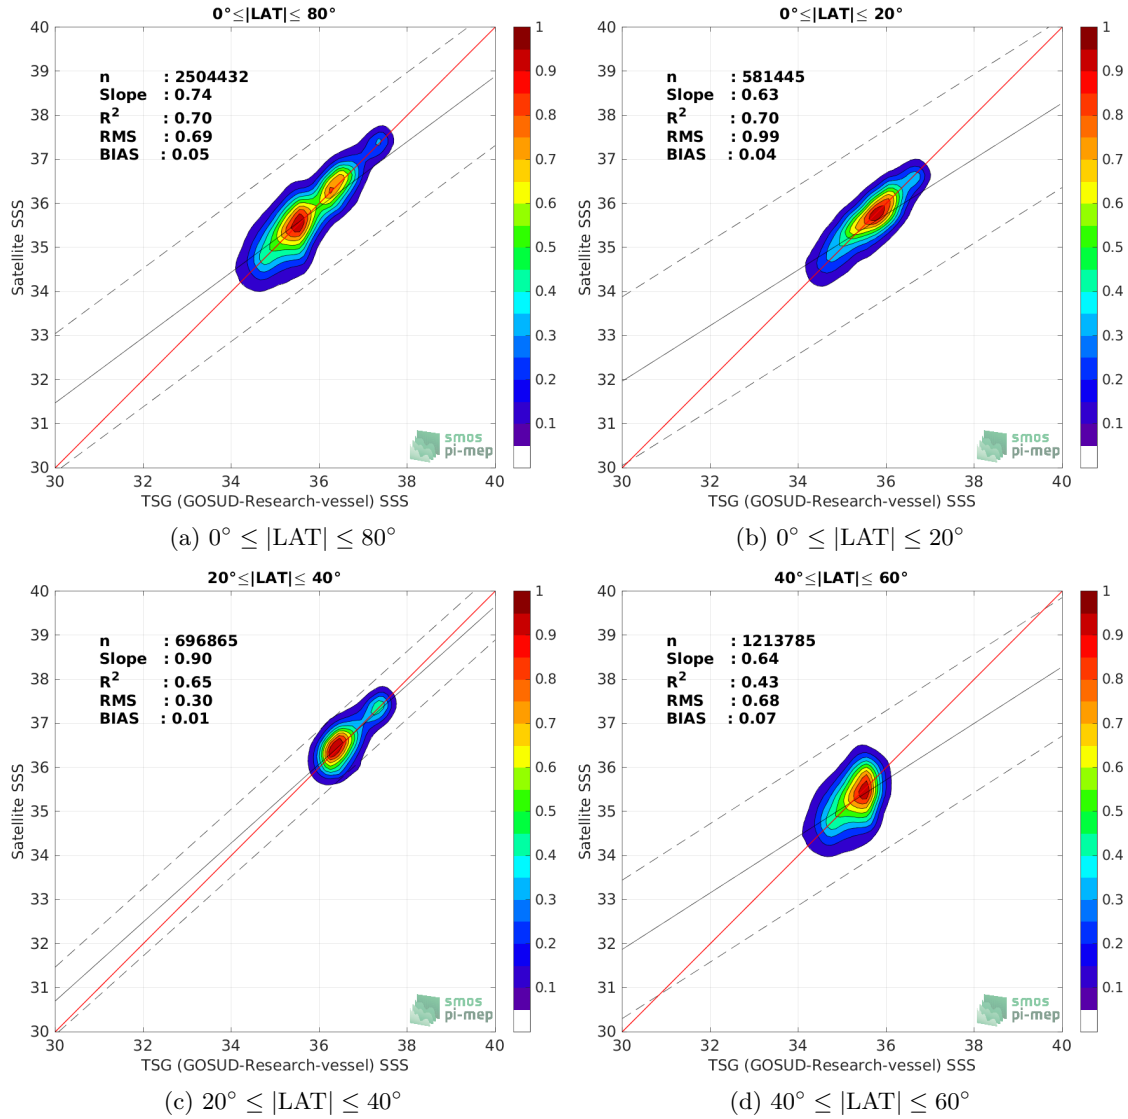 0°≤|LAT|≤ 80°
40
39
38
37
36
35
34
33
32
31
30
Satellite SSS
n : 2504432
Slope : 0.74
R² : 0.70
RMS : 0.69
BIAS : 0.05
smos
pi-mep
30 32 34 36 38 40
TSG (GOSUD-Research-vessel) SSS
1
0.9
0.8
0.7
0.6
0.5
0.4
0.3
0.2
0.1
(a) 0° ≤ |LAT| ≤ 80°
0°≤|LAT|≤ 20°
40
39
38
37
36
35
34
33
32
31
30
Satellite SSS
n : 581445
Slope : 0.63
R² : 0.70
RMS : 0.99
BIAS : 0.04
smos
pi-mep
30 32 34 36 38 40
TSG (GOSUD-Research-vessel) SSS
1
0.9
0.8
0.7
0.6
0.5
0.4
0.3
0.2
0.1
(b) 0° ≤ |LAT| ≤ 20°
20°≤|LAT|≤ 40°
40
39
38
37
36
35
34
33
32
31
30
Satellite SSS
n : 696865
Slope : 0.90
R² : 0.65
RMS : 0.30
BIAS : 0.01
smos
pi-mep
30 32 34 36 38 40
TSG (GOSUD-Research-vessel) SSS
1
0.9
0.8
0.7
0.6
0.5
0.4
0.3
0.2
0.1
(c) 20° ≤ |LAT| ≤ 40°
40°≤|LAT|≤ 60°
40
39
38
37
36
35
34
33
32
31
30
Satellite SSS
n : 1213785
Slope : 0.64
R² : 0.43
RMS : 0.68
BIAS : 0.07
smos
pi-mep
30 32 34 36 38 40
TSG (GOSUD-Research-vessel) SSS
1
0.9
0.8
0.7
0.6
0.5
0.4
0.3
0.2
0.1
(d) 40° ≤ |LAT| ≤ 60°